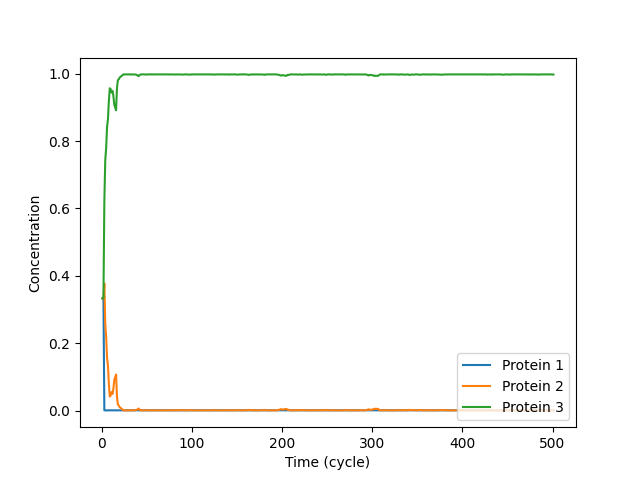 1.0
0.8
0.6
0.4
0.2
0.0
Concentration
Protein 1
Protein 2
Protein 3
0
100
200
300
400
500
Time (cycle)